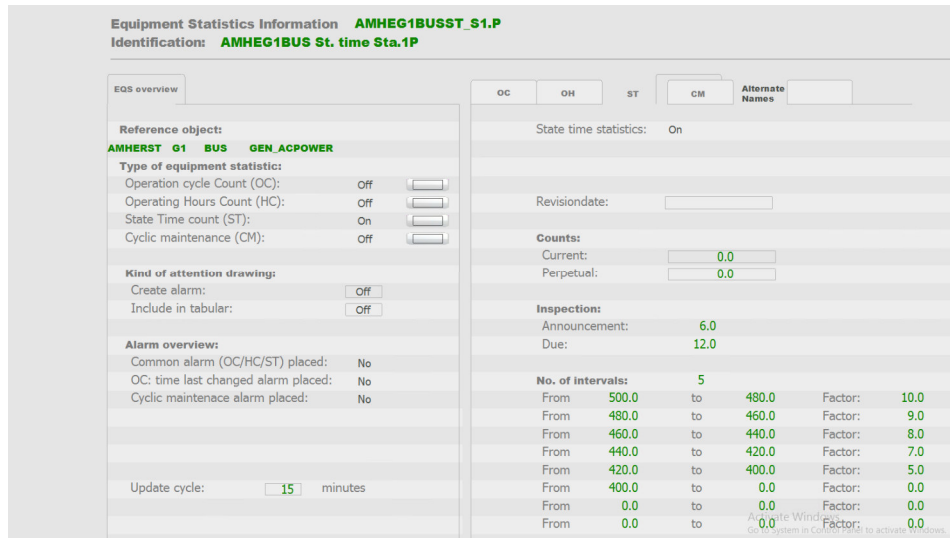 Equipment Statistics Information AMHEG1BUSST_S1.P
Identification: AMHEG1BUS St. time Sta.1P
EQS overview
Reference object:
AMHERST G1 BUS GEN_ACPOWER
Type of equipment statistic:
Operation cycle Count (OC): Off
Operating Hours Count (HC): Off
State Time count (ST): On
Cyclic maintenance (CM): Off
Kind of attention drawing:
Create alarm: Off
Include in tabular: Off
Alarm overview:
Common alarm (OC/HC/ST) placed: No
OC: time last changed alarm placed: No
Cyclic maintenace alarm placed: No
Update cycle: 15 minutes
OC OH ST CM Alternate
Names
State time statistics: On
Revisiondate:
Counts:
Current: 0.0
Perpetual: 0.0
Inspection:
Announcement: 6.0
Due: 12.0
No. of intervals: 5
From 500.0 to 480.0 Factor: 10.0
From 480.0 to 460.0 Factor: 9.0
From 460.0 to 440.0 Factor: 8.0
From 440.0 to 420.0 Factor: 7.0
From 420.0 to 400.0 Factor: 5.0
From 400.0 to 0.0 Factor: 0.0
From 0.0 to 0.0 Factor: 0.0
From 0.0 to 0.0 Factor: 0.0
Activate Windows
Go to System in Control Panel to activate Windows.